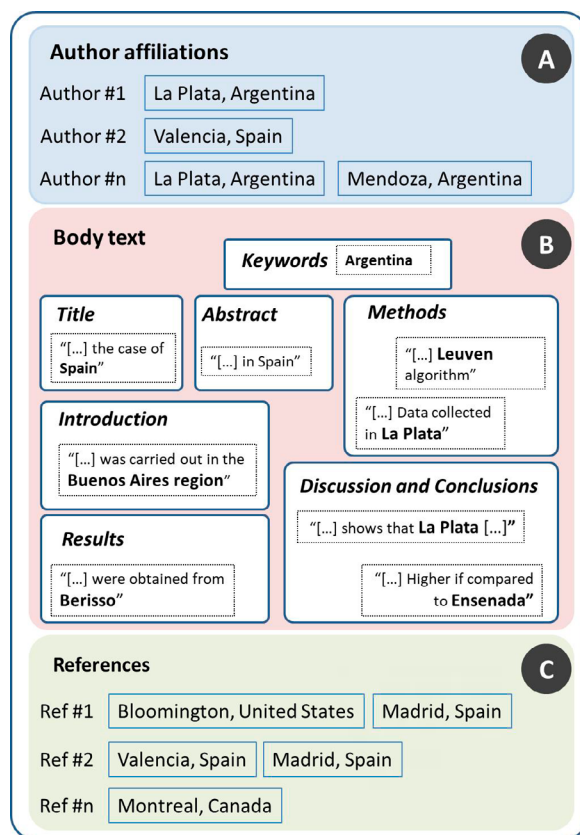 Author affiliations
A
Author #1 La Plata, Argentina
Author #2 Valencia, Spain
Author #n La Plata, Argentina Mendoza, Argentina
Body text
B
Keywords Argentina
Title
“[...] the case of
Spain”
Abstract
“[...] in Spain”
Methods
“[...] Leuven
algorithm”
“[...] Data collected
in La Plata”
Introduction
“[...] was carried out in the
Buenos Aires region”
Discussion and Conclusions
“[...] shows that La Plata [...]”
“[...] Higher if compared
to Ensenada”
Results
“[...] were obtained from
Berisso”
References
C
Ref #1 Bloomington, United States Madrid, Spain
Ref #2 Valencia, Spain Madrid, Spain
Ref #n Montreal, Canada